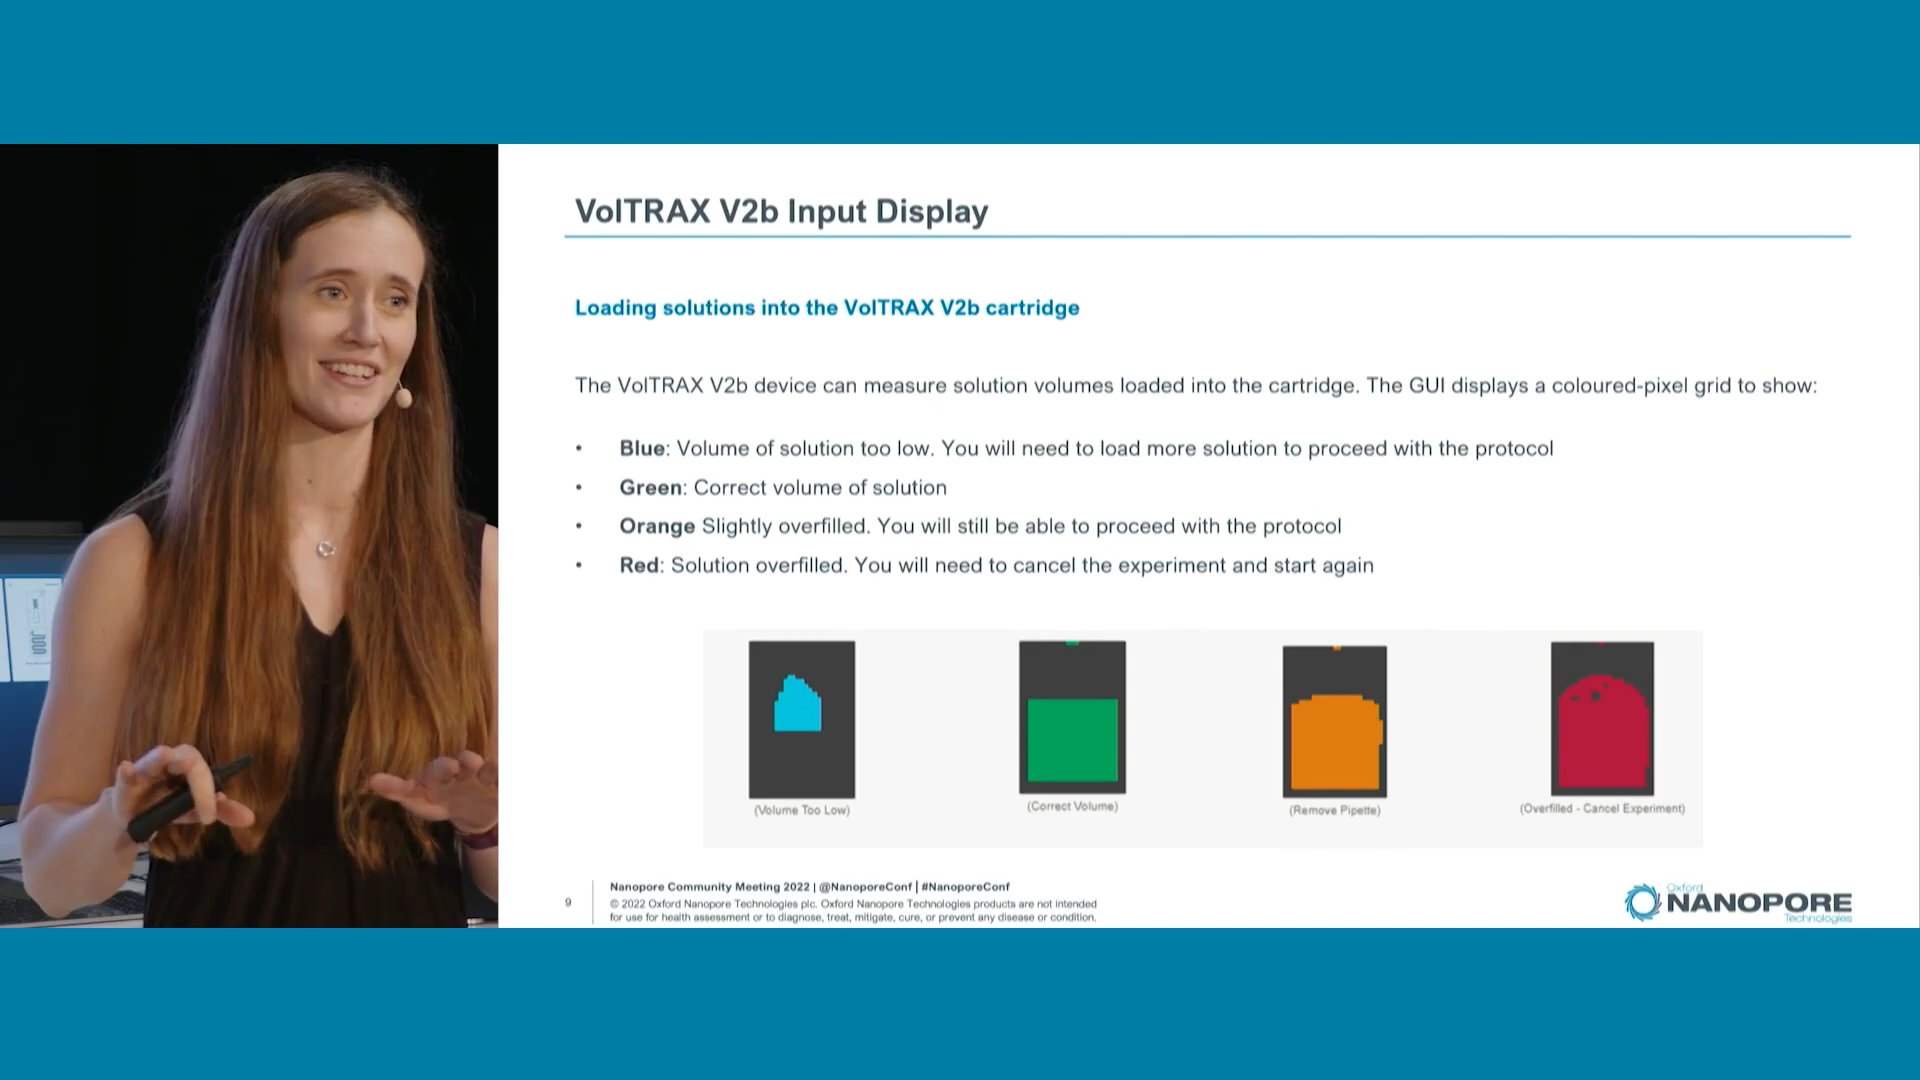 VolTRAX V2b Input Display
Loading solutions into the VolTRAX V2b cartridge
The VolTRAX V2b device can measure solution volumes loaded into the cartridge. The GUI displays a coloured-pixel grid to show:
• Blue: Volume of solution too low. You will need to load more solution to proceed with the protocol
• Green: Correct volume of solution
• Orange Slightly overfilled. You will still be able to proceed with the protocol
• Red: Solution overfilled. You will need to cancel the experiment and start again
(Volume Too Low)
(Correct Volume)
(Remove Pipette)
(Overfilled - Cancel Experiment)
9
Nanopore Community Meeting 2022 | @NanoporeConf | #NanoporeConf
© 2022 Oxford Nanopore Technologies plc. Oxford Nanopore Technologies products are not intended
for use for health assessment or to diagnose, treat, mitigate, cure, or prevent any disease or condition.
Oxford
NANOPORE
Technologies